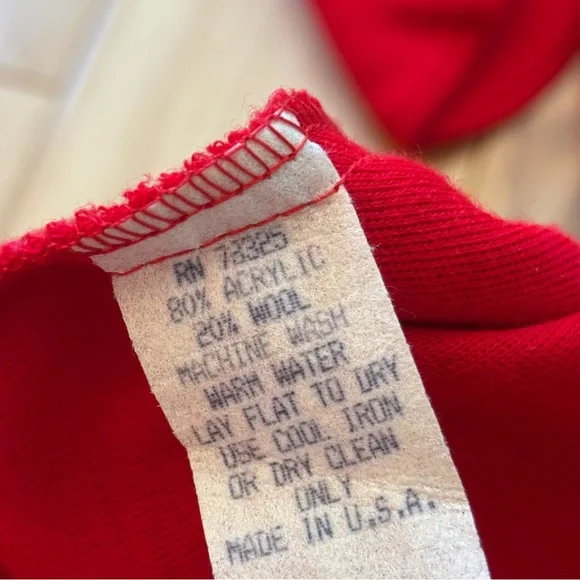 RN 73325
80% ACRYLIC
20% WOOL
MACHINE WASH
WARM WATER
LAY FLAT TO DRY
USE COOL IRON
OR DRY CLEAN
ONLY
MADE IN U.S.A.